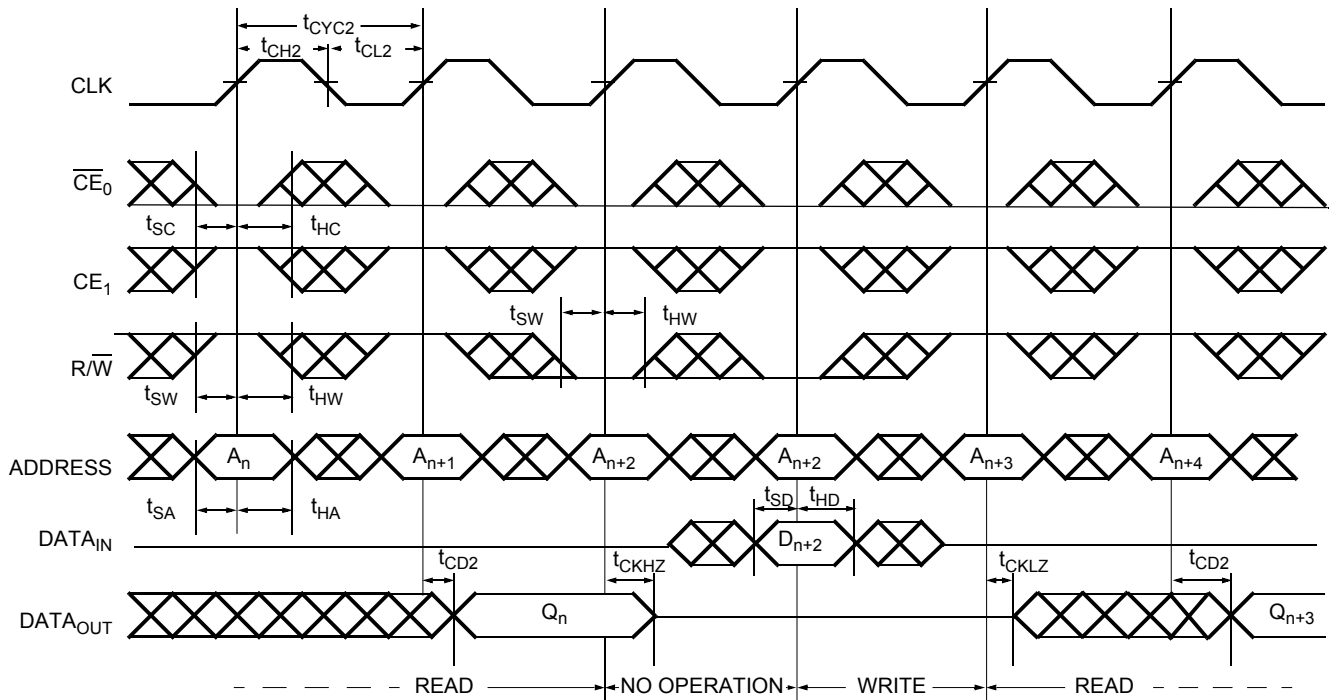 tCYC2
tCH2 tCL2
CLK
CE0
tSC tHC
CE1
tSW tHW
R/W
tSW tHW
ADDRESS An An+1 An+2 An+2 An+3 An+4
tSA tHA tSD tHD
DATAIN Dn+2
tCD2 tCKHZ tCKLZ tCD2
DATAOUT Qn Qn+3
READ NO OPERATION WRITE READ